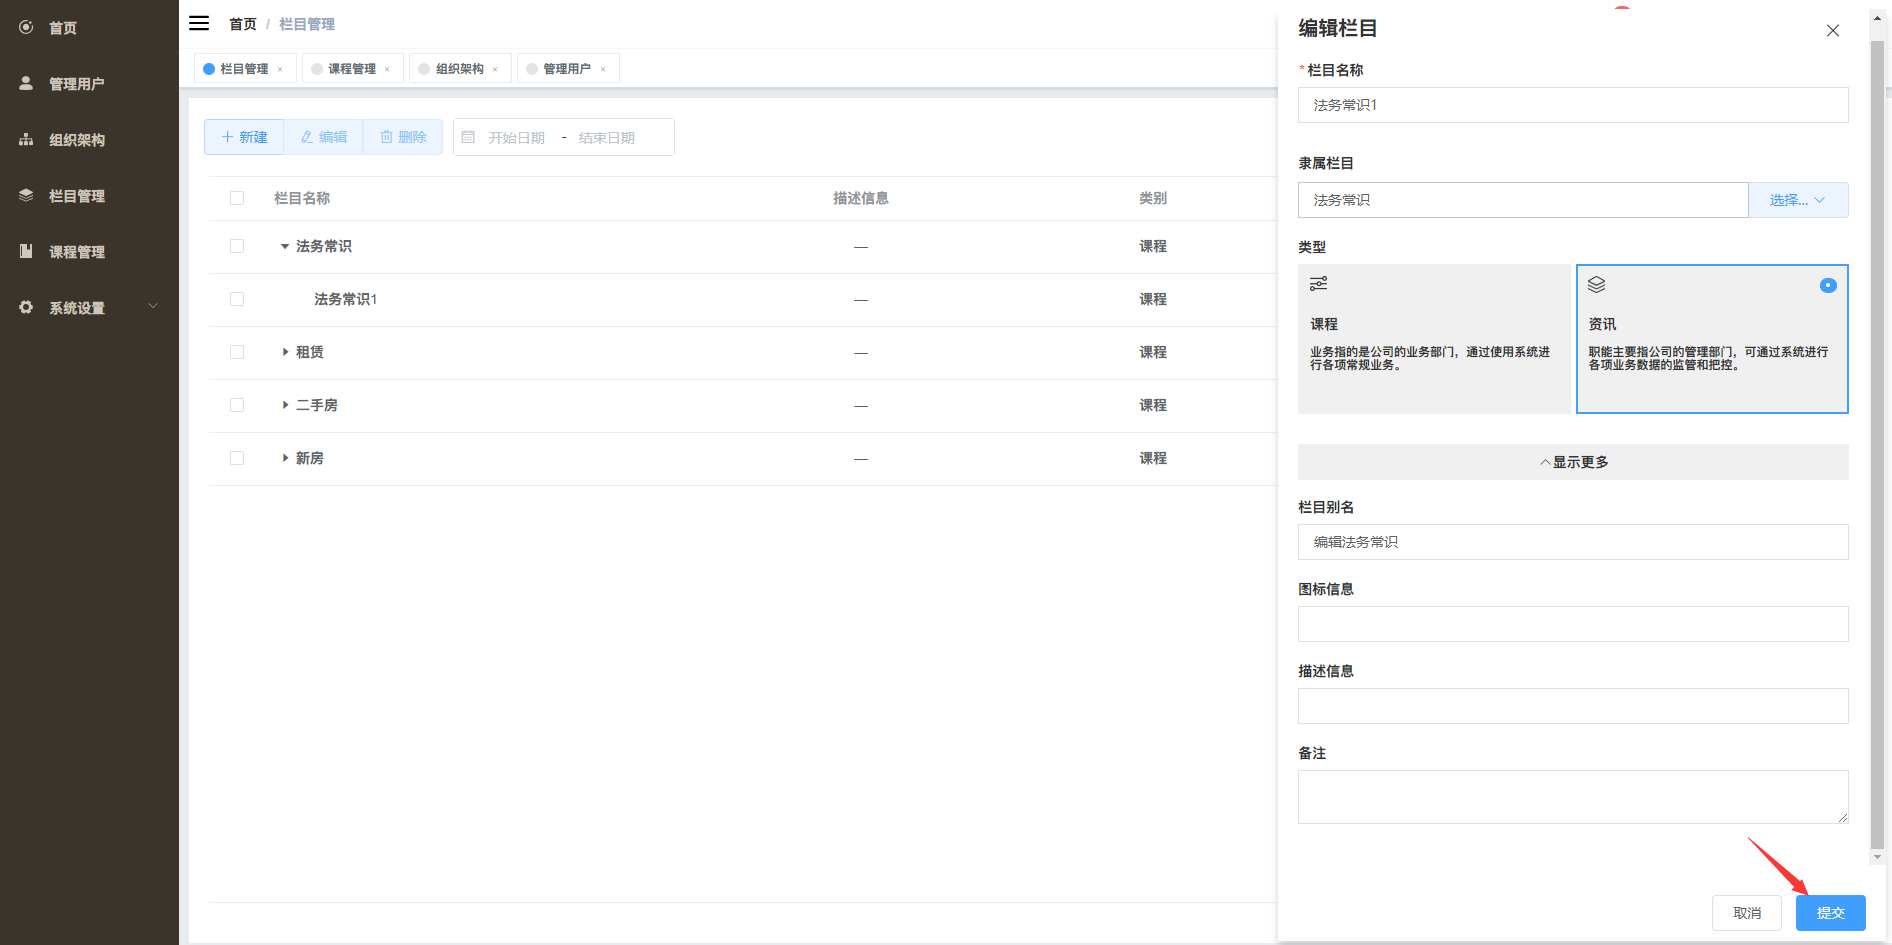 首页
管理用户
组织架构
栏目管理
课程管理
系统设置
首页 / 栏目管理
栏目管理 ×
课程管理 ×
组织架构 ×
管理用户 ×
新建
编辑
删除
开始日期 - 结束日期
栏目名称 描述信息 类别
法务常识 — 课程
法务常识1 — 课程
租赁 — 课程
二手房 — 课程
新房 — 课程
编辑栏目
* 栏目名称
法务常识1
隶属栏目
法务常识 选择...
类型
课程
业务指的是公司的业务部门，通过使用系统进
行各项常规业务。
资讯
职能主要指公司的管理部门，可通过系统进行
各项业务数据的监管和把控。
显示更多
栏目别名
编辑法务常识
图标信息
描述信息
备注
取消 提交